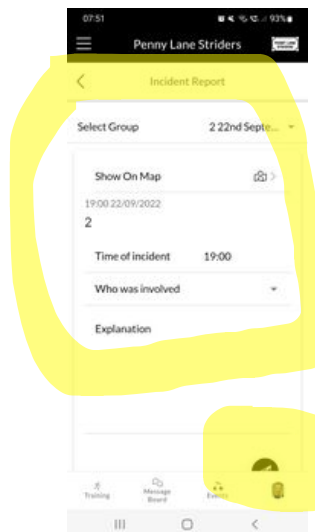 07:51 93%
Penny Lane Striders
Incident Report
Select Group 2 22nd Septe...
Show On Map
19:00 22/09/2022
2
Time of incident 19:00
Who was involved
Explanation
Training Message Board Events